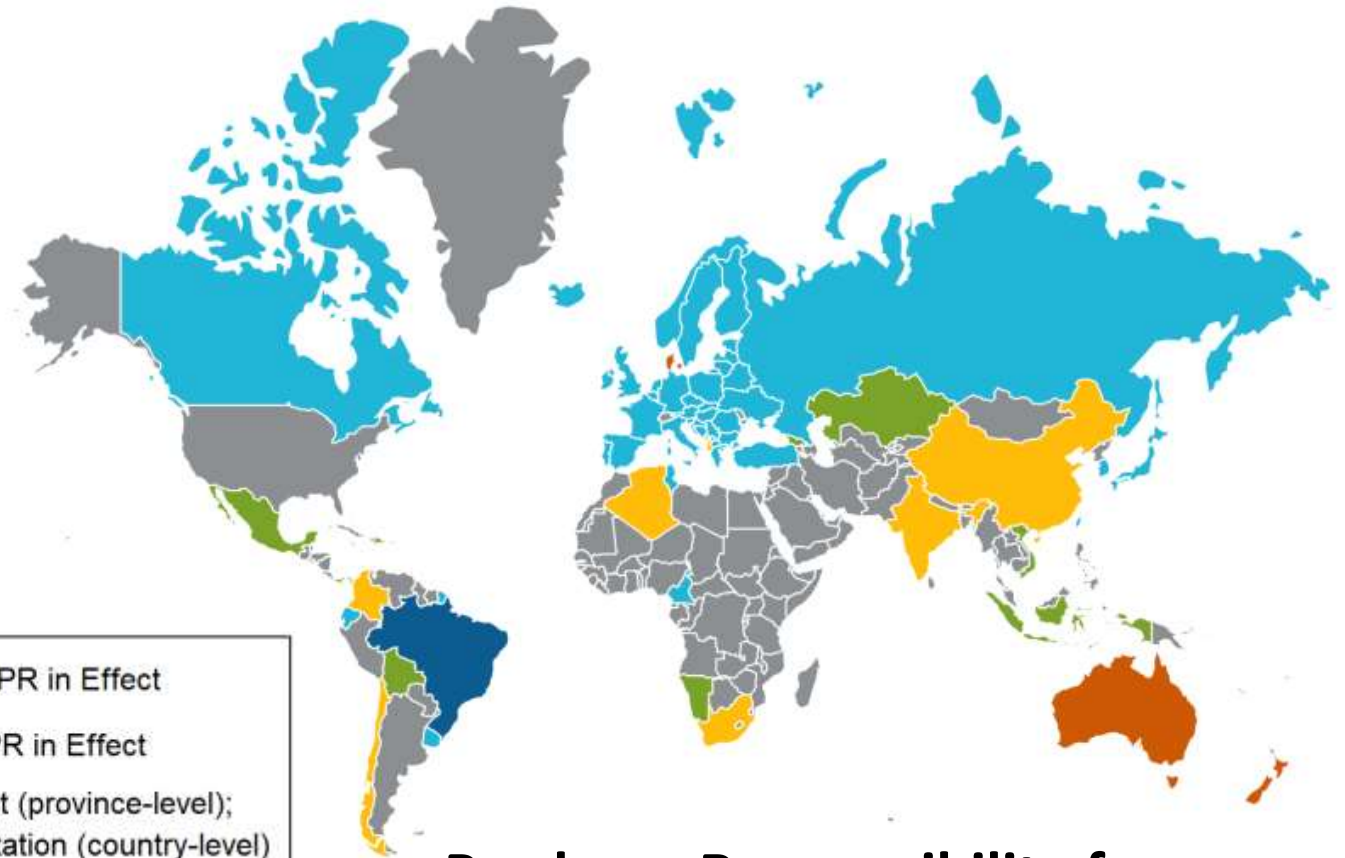 PR in Effect
PR in Effect
t (province-level);
tation (country-level)